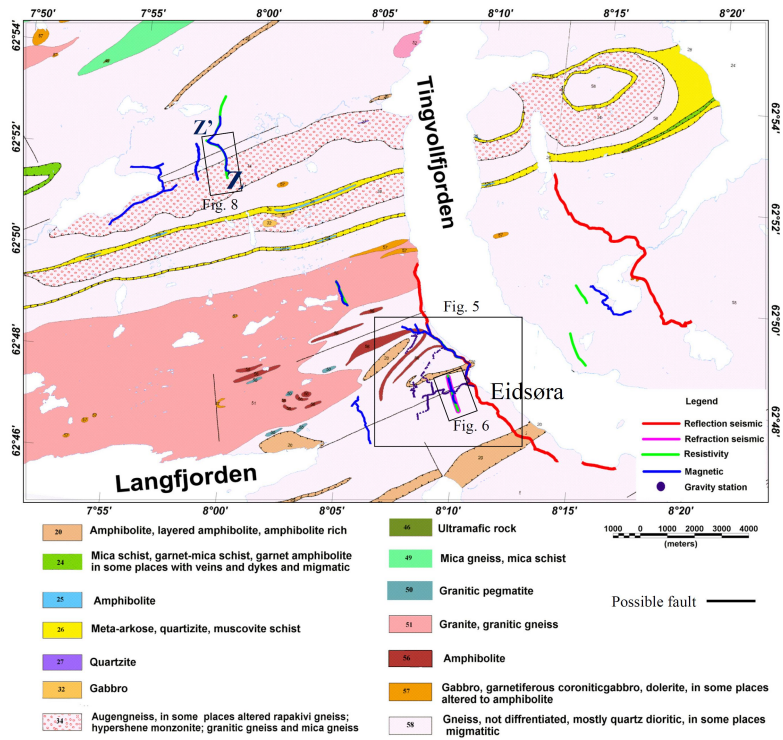 7°50' 7°55' 8°00' 8°05' 8°10' 8°15' 8°20'
62°54'
62°52'
62°50'
62°48'
62°46'
62°54'
62°52'
62°50'
62°48'
Z'
Z
Fig. 8
Tingvollfjorden
Fig. 5
Eidsøra
Fig. 6
Langfjorden
Legend
Reflection seismic
Refraction seismic
Resistivity
Magnetic
Gravity station
7°55' 8°00' 8°05' 8°10' 8°15' 8°20'
20 Amphibolite, layered amphibolite, amphibolite rich
24 Mica schist, garnet-mica schist, garnet amphibolite
in some places with veins and dykes and migmatic
25 Amphibolite
26 Meta-arkose, quartizite, muscovite schist
27 Quartzite
32 Gabbro
34 Augengneiss, in some places altered rapakivi gneiss;
hypershene monzonite; granitic gneiss and mica gneiss
46 Ultramafic rock
49 Mica gneiss, mica schist
50 Granitic pegmatite
51 Granite, granitic gneiss
56 Amphibolite
57 Gabbro, garnetiferous coroniticgabbro, dolerite, in some places
altered to amphibolite
58 Gneiss, not diffrentiated, mostly quartz dioritic, in some places
migmatitic
1000 0 1000 2000 3000 4000
(meters)
Possible fault